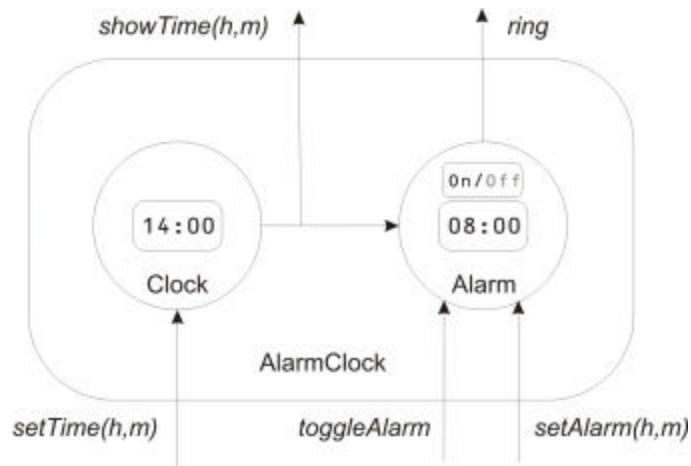 showTime(h,m)
ring
On/Off
14:00
08:00
Clock
Alarm
AlarmClock
setTime(h,m)
toggleAlarm
setAlarm(h,m)